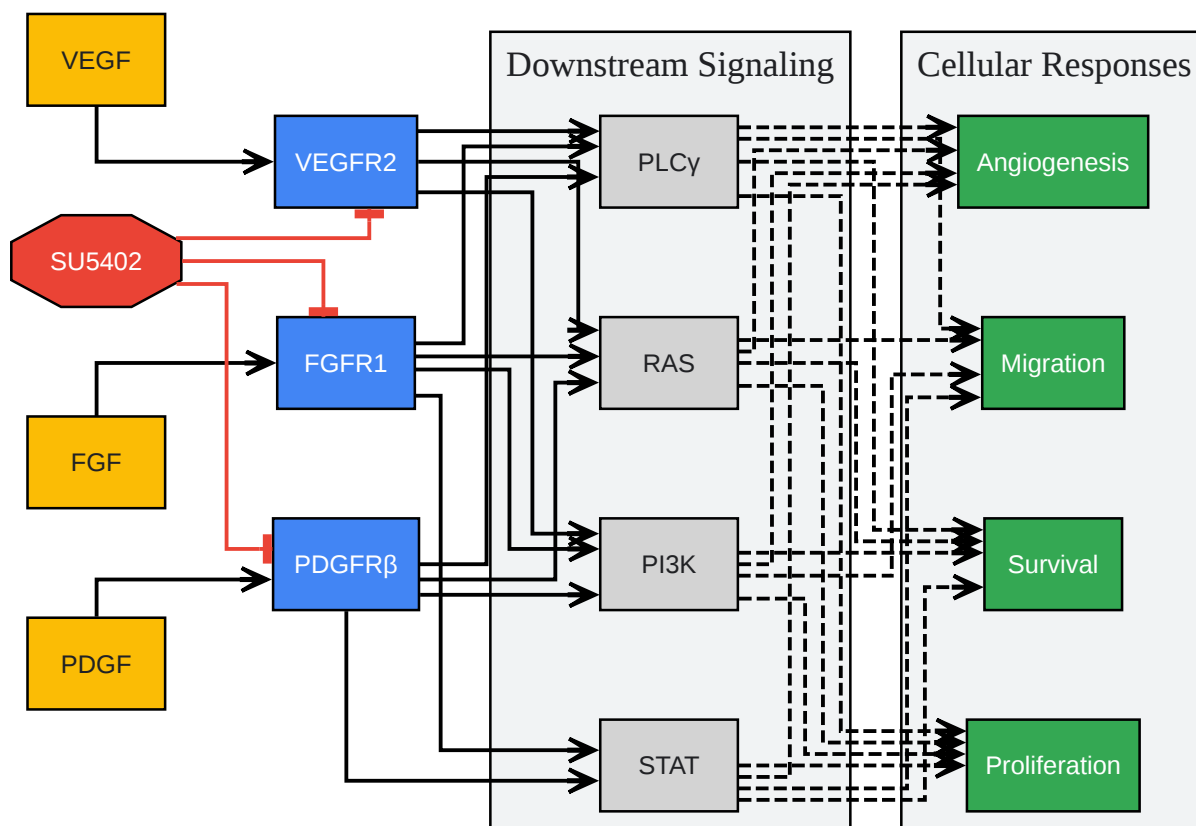 VEGF
Downstream Signaling
Cellular Responses
VEGFR2
PLCγ
Angiogenesis
SU5402
FGFR1
RAS
Migration
FGF
PDGFRβ
PI3K
Survival
PDGF
STAT
Proliferation